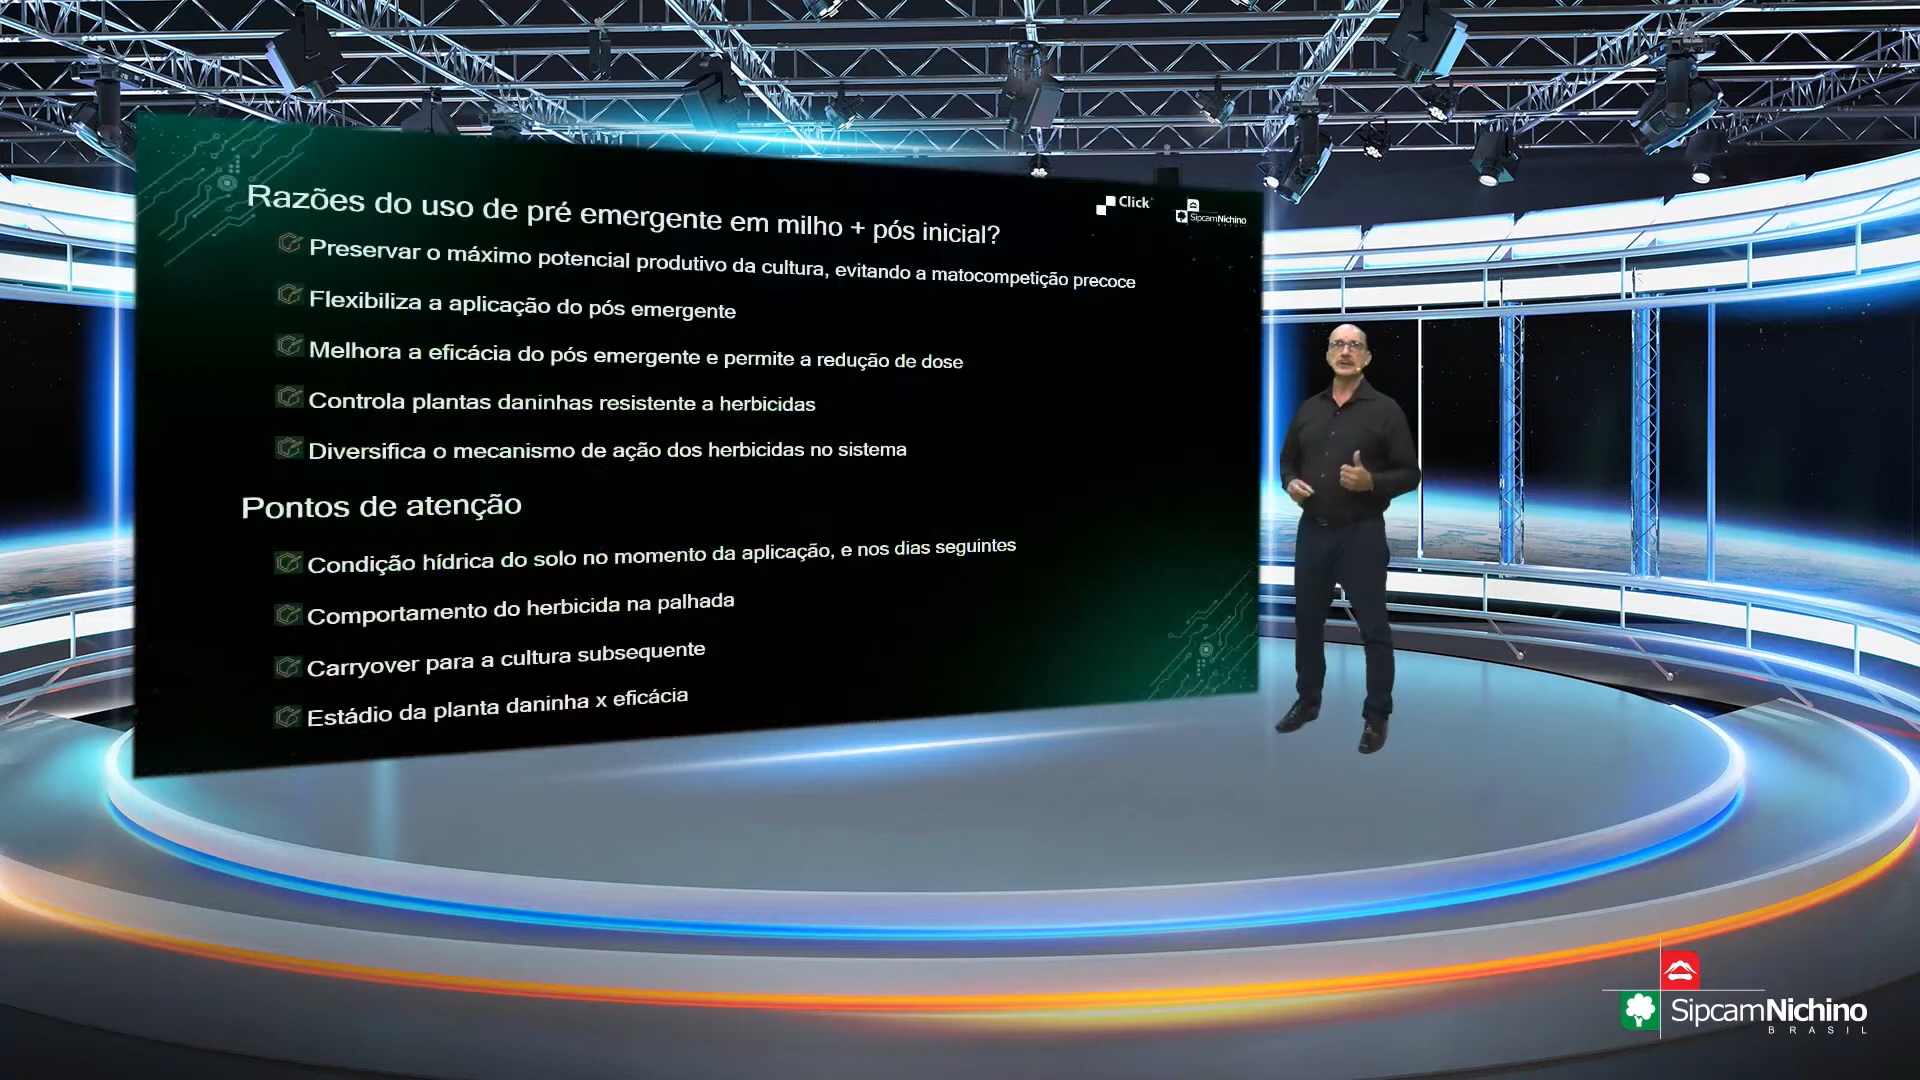 Razões do uso de pré emergente em milho + pós inicial?
Click
SipcamNichino
Preservar o máximo potencial produtivo da cultura, evitando a matocompetição precoce
Flexibiliza a aplicação do pós emergente
Melhora a eficácia do pós emergente e permite a redução de dose
Controla plantas daninhas resistente a herbicidas
Diversifica o mecanismo de ação dos herbicidas no sistema
Pontos de atenção
Condição hídrica do solo no momento da aplicação, e nos dias seguintes
Comportamento do herbicida na palhada
Carryover para a cultura subsequente
Estádio da planta daninha x eficácia
SipcamNichino
BRASIL